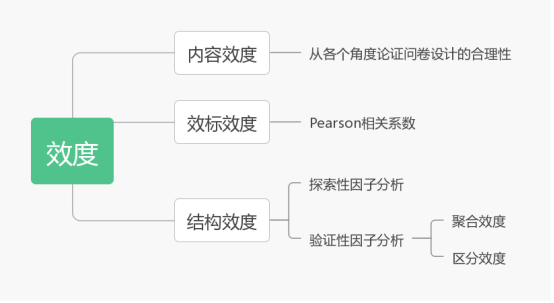 效度
内容效度
从各个角度论证问卷设计的合理性
效标效度
Pearson相关系数
结构效度
探索性因子分析
验证性因子分析
聚合效度
区分效度